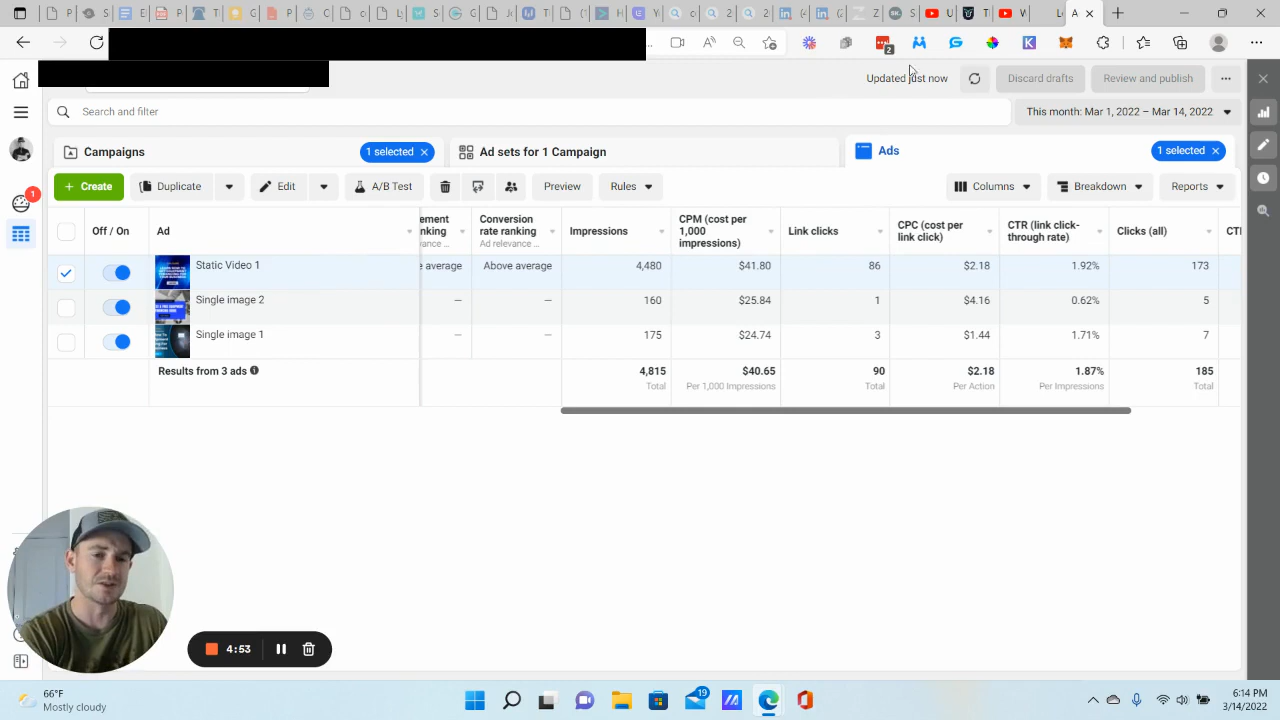 2
Updated just now
Discard drafts
Review and publish
Search and filter
This month: Mar 1, 2022 – Mar 14, 2022
Campaigns
1 selected
Ad sets for 1 Campaign
Ads
1 selected
1
+ Create
Duplicate
Edit
A/B Test
Preview
Rules
Columns
Breakdown
Reports
Off / On
Ad
ement
nking
vance ...
Conversion
rate ranking
Ad relevance ...
Impressions
CPM (cost per
1,000
impressions)
Link clicks
CPC (cost per
link click)
CTR (link click-
through rate)
Clicks (all)
Static Video 1
e average
Above average
4,480
$41.80
86
$2.18
1.92%
173
Single image 2
—
—
160
$25.84
1
$4.16
0.62%
5
Single image 1
—
—
175
$24.74
3
$1.44
1.71%
7
Results from 3 ads
4,815
Total
$40.65
Per 1,000 Impressions
90
Total
$2.18
Per Action
1.87%
Per Impressions
185
Total
4:53
66°F
Mostly cloudy
19
6:14 PM
3/14/2022